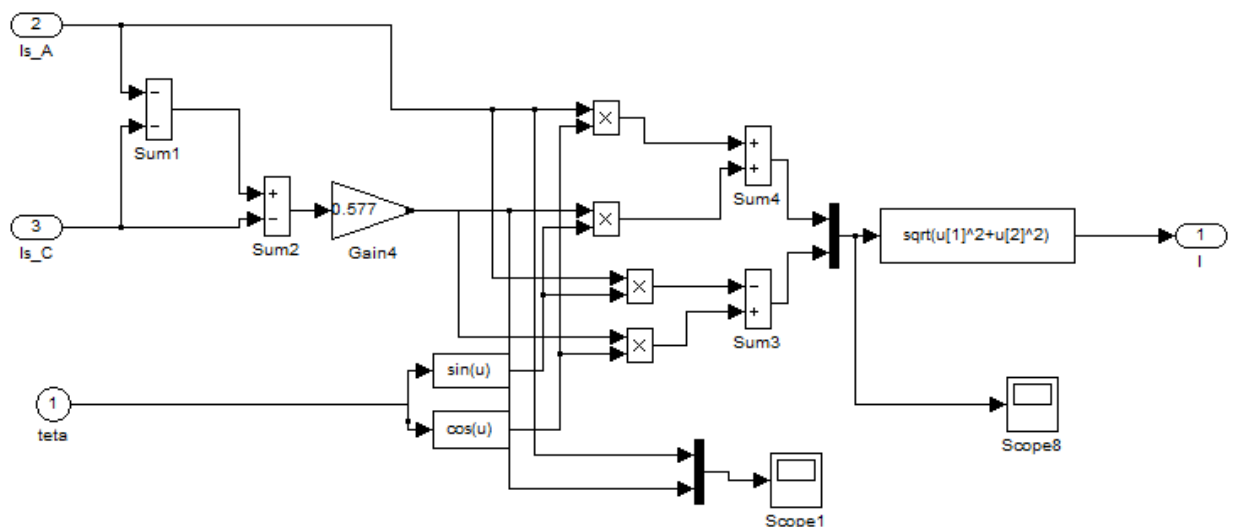 2
Is_A
−
−
Sum1
3
Is_C
+
−
Sum2
0.577
Gain4
×
×
×
×
+
+
Sum4
−
+
Sum3
sqrt(u[1]^2+u[2]^2)
1
I
sin(u)
cos(u)
1
teta
Scope8
Scope1